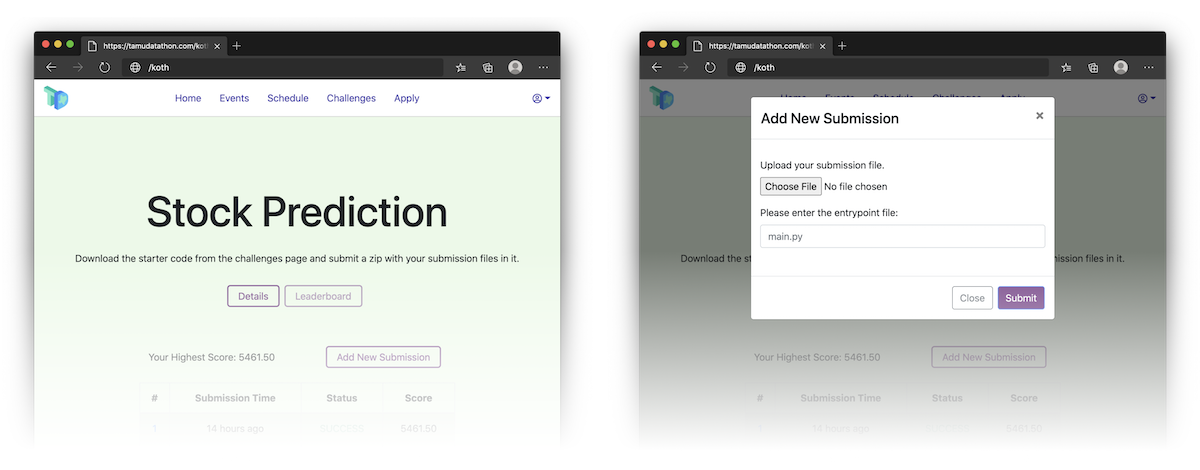 https://tamudatathon.com/kot
/koth
Home Events Schedule Challenges Apply
Stock Prediction
Download the starter code from the challenges page and submit a zip with your submission files in it.
Details Leaderboard
Your Highest Score: 5461.50 Add New Submission
# Submission Time Status Score
1 14 hours ago SUCCESS 5461.50
https://tamudatathon.com/kot
/koth
Home Events Schedule Challenges Apply
Add New Submission ×
Upload your submission file.
Choose File No file chosen
Please enter the entrypoint file:
main.py
Download the st
mission files in it.
Close Submit
Your Highest Score: 5461.50 Add New Submission
# Submission Time Status Score
1 14 hours ago 5461.50